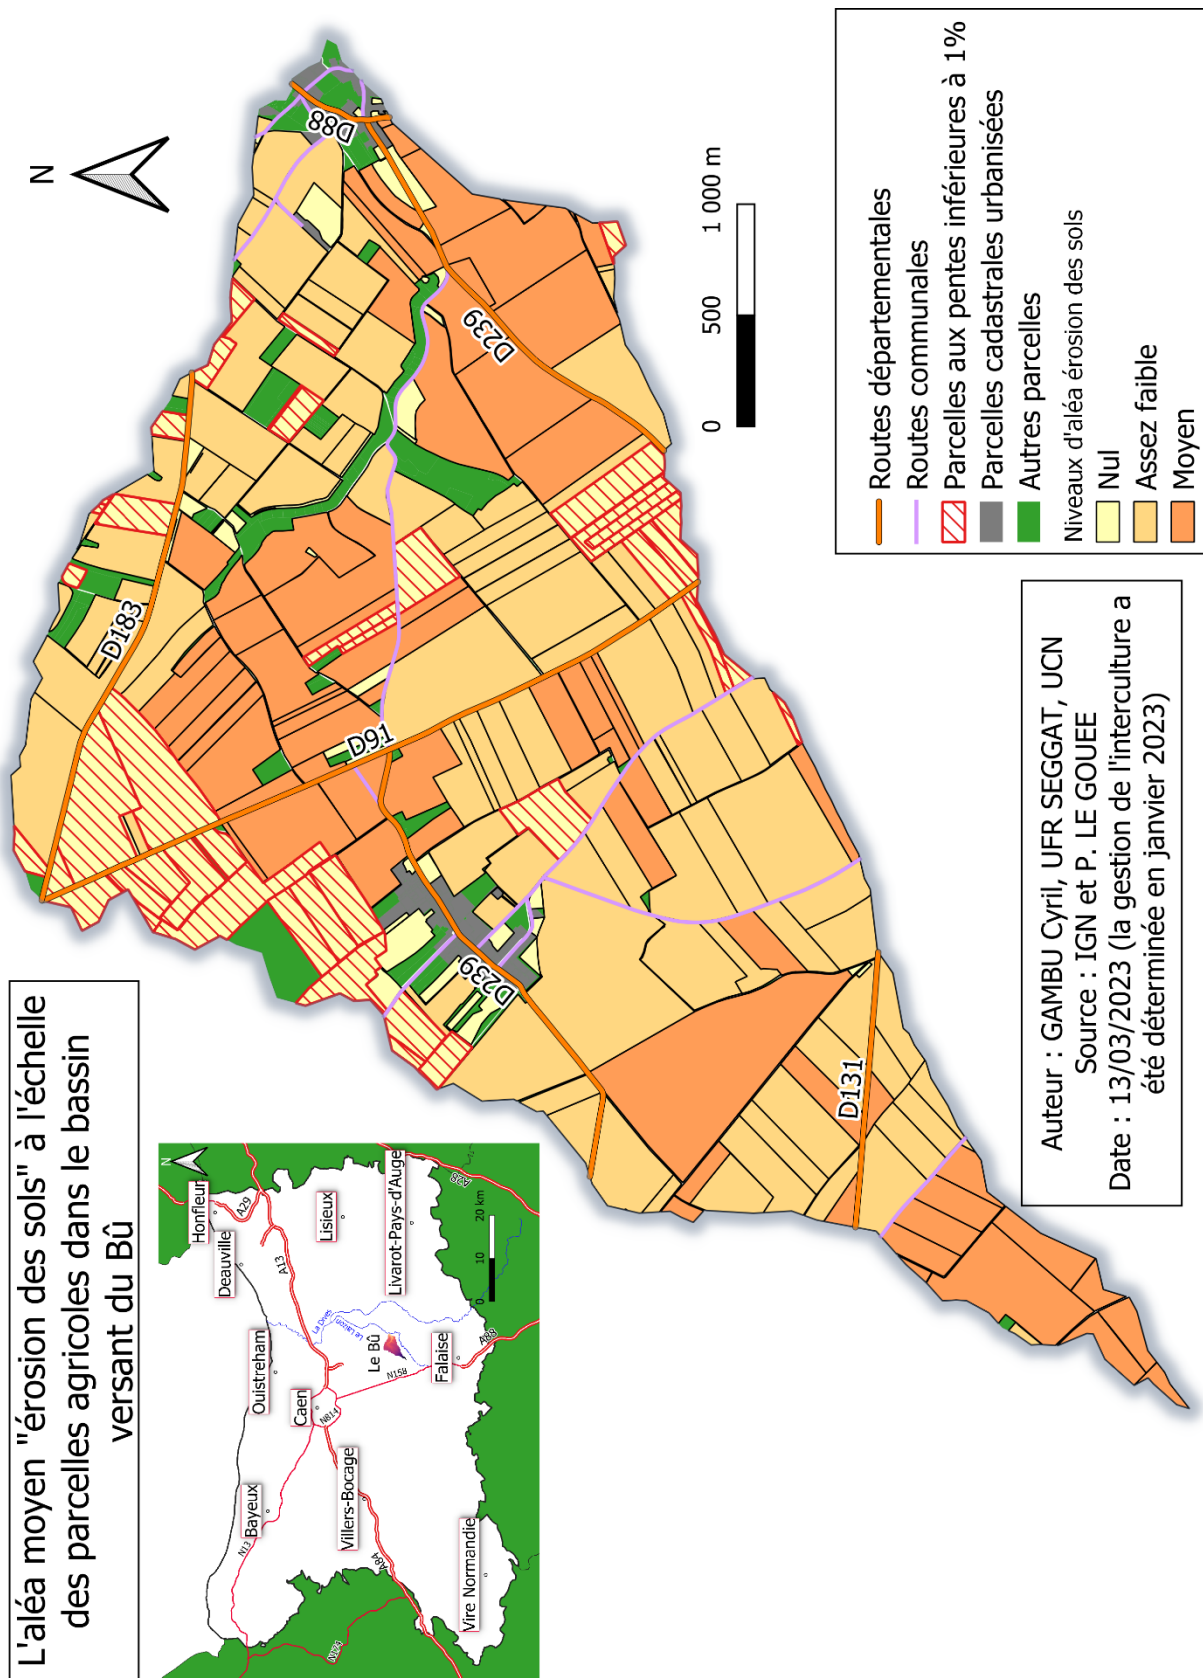 L'aléa moyen "érosion des sols" à l'échelle
des parcelles agricoles dans le bassin
versant du Bû
N
Honfleur
A29
Deauville
A13
Lisieux
Ouistreham
Caen
N814
Bayeux
N13
La Dives
Le Laizon
Le Bû
Livarot-Pays-d'Auge
A28
N158
Falaise
A88
Villers-Bocage
A84
N174
Vire Normandie
0 10 20 km
N
D88
D183
D239
D91
D239
D131
0 500 1 000 m
Routes départementales
Routes communales
Parcelles aux pentes inférieures à 1%
Parcelles cadastrales urbanisées
Autres parcelles
Niveaux d'aléa érosion des sols
Nul
Assez faible
Moyen
Auteur : GAMBU Cyril, UFR SEGGAT, UCN
Source : IGN et P. LE GOUEE
Date : 13/03/2023 (la gestion de l'interculture a
été déterminée en janvier 2023)